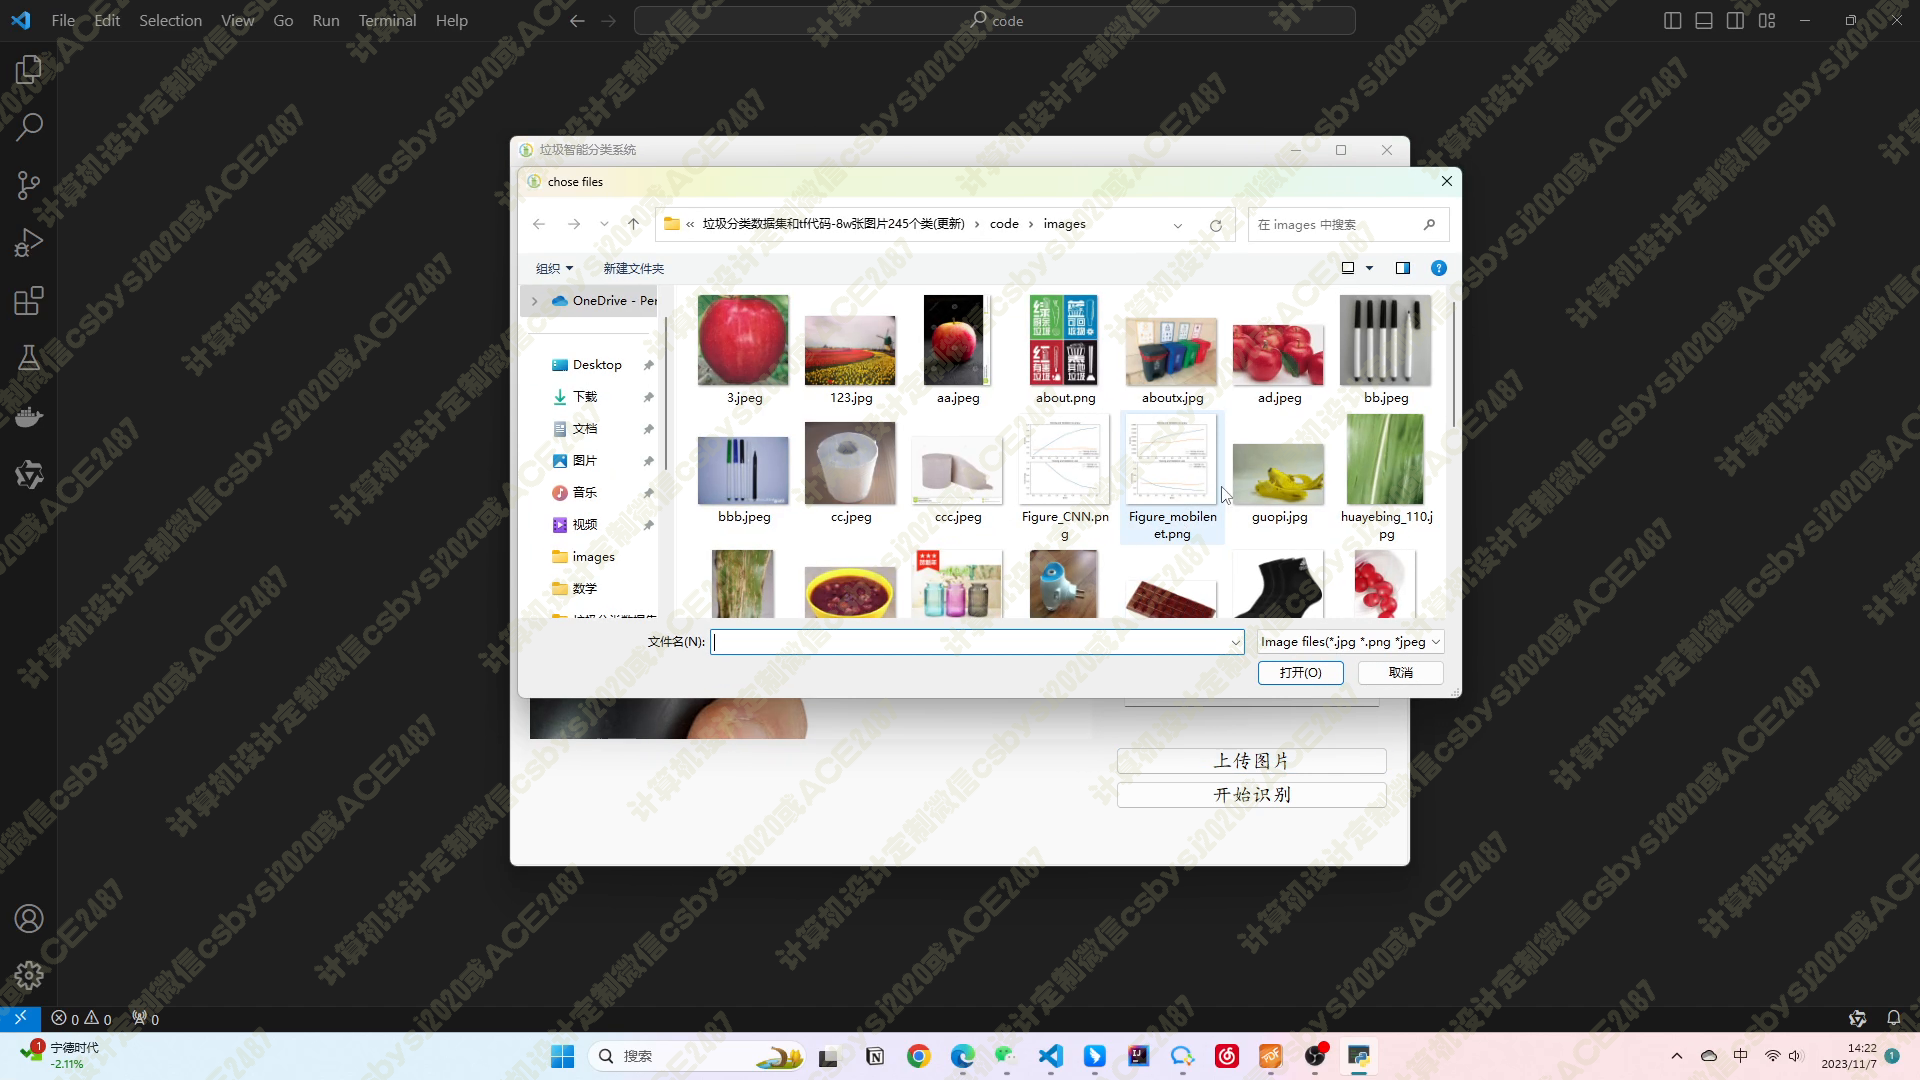 File Edit Selection View Go Run Terminal Help
code
垃圾智能分类系统
chose files
« 垃圾分类数据集和tf代码-8w张图片245个类(更新) › code › images
在 images 中搜索
组织 新建文件夹
OneDrive - Per
Desktop
下载
文档
图片
音乐
视频
images
数学
3.jpeg 123.jpg aa.jpeg about.png aboutx.jpg ad.jpeg bb.jpeg
bbb.jpeg cc.jpeg ccc.jpeg Figure_CNN.pn
g Figure_mobilen
et.png guopi.jpg huayebing_110.j
pg
文件名(N):
Image files(*.jpg *.png *jpeg
打开(O) 取消
上传图片
开始识别
0 0 0
1
宁德时代
-2.11%
搜索
中
14:22
2023/11/7
1
计算机设计定制微信csbysj2020或ACE2487